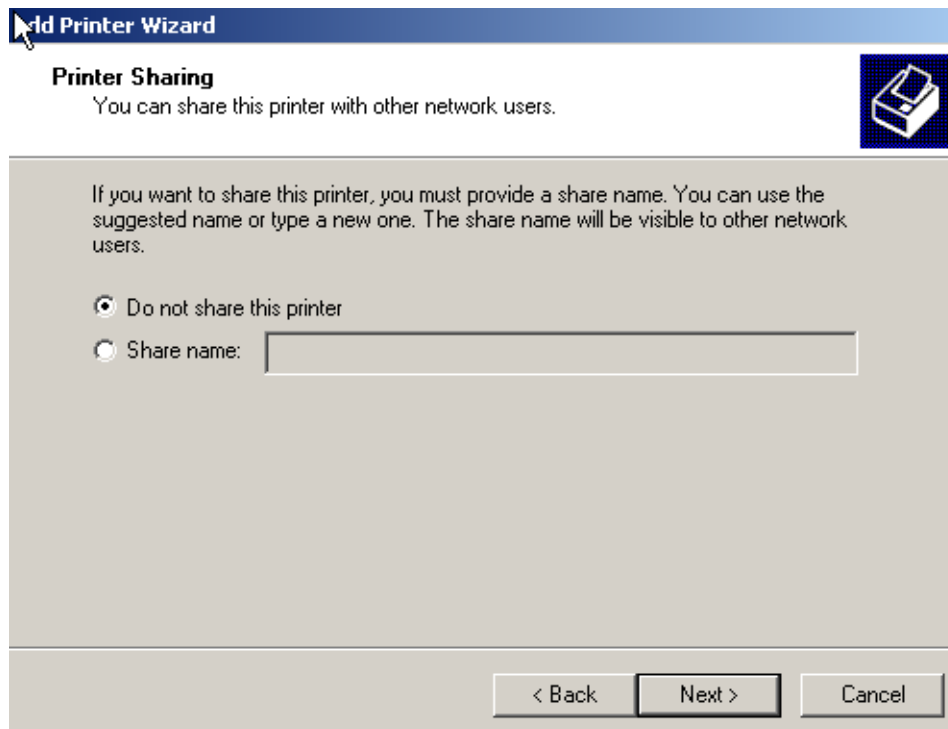 dd Printer Wizard
Printer Sharing
You can share this printer with other network users.
If you want to share this printer, you must provide a share name. You can use the
suggested name or type a new one. The share name will be visible to other network
users.
Do not share this printer
Share name:
< Back Next > Cancel